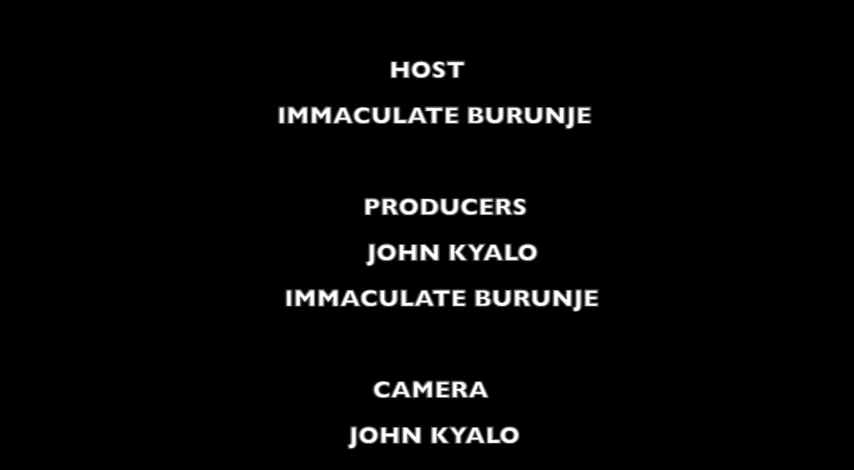 HOST
IMMACULATE BURUNJE
PRODUCERS
JOHN KYALO
IMMACULATE BURUNJE
CAMERA
JOHN KYALO